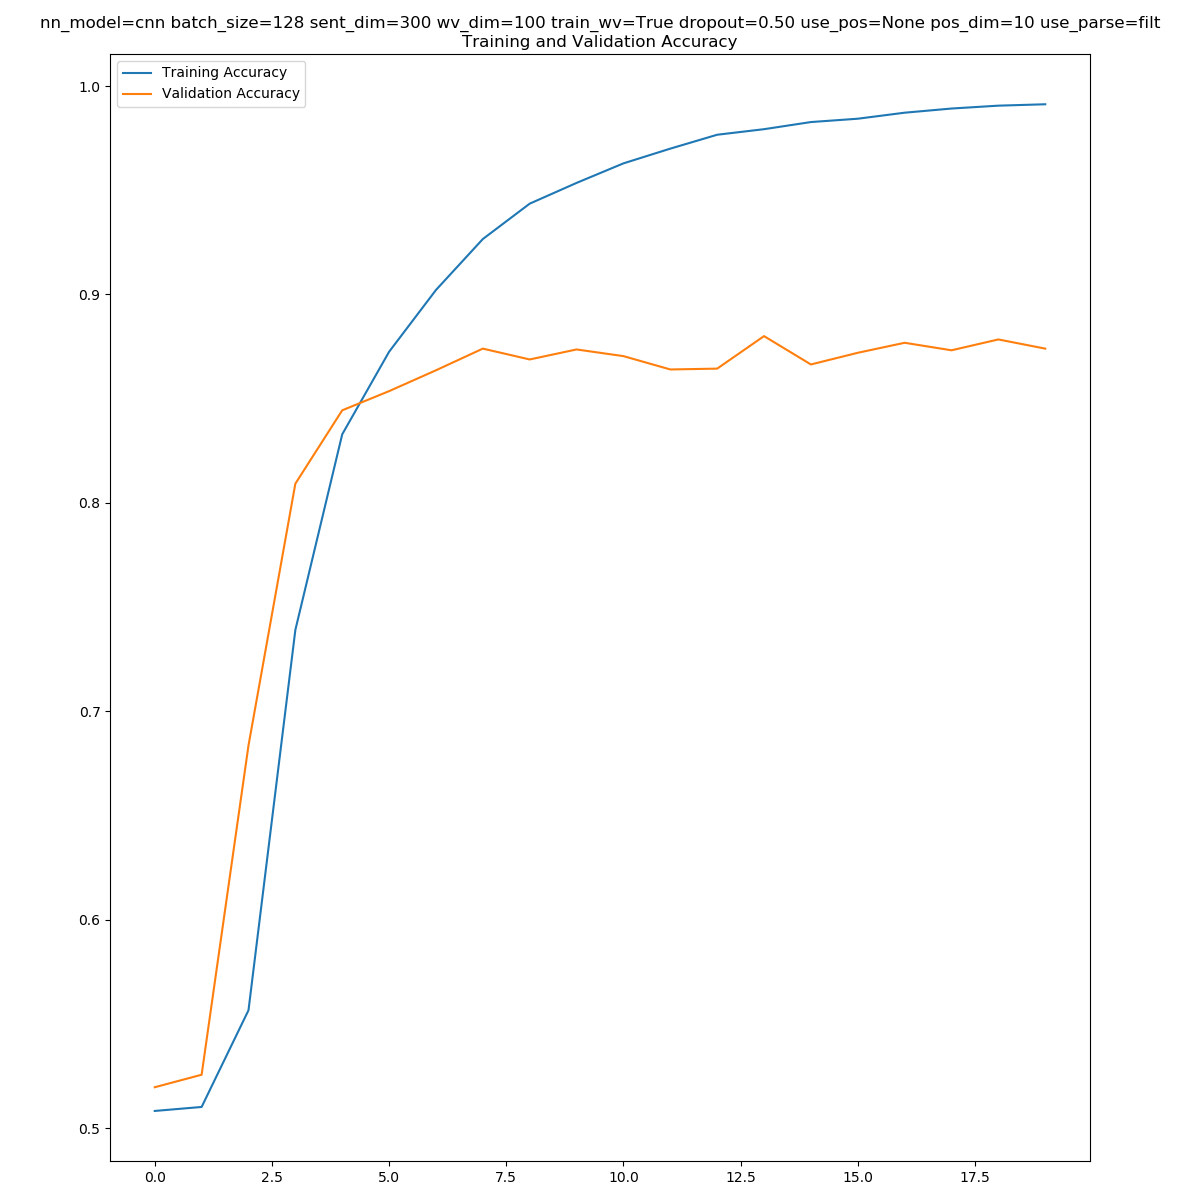 nn_model=cnn batch_size=128 sent_dim=300 wv_dim=100 train_wv=True dropout=0.50 use_pos=None pos_dim=10 use_parse=filt
Training and Validation Accuracy
Training Accuracy
Validation Accuracy
1.0
0.9
0.8
0.7
0.6
0.5
0.0 2.5 5.0 7.5 10.0 12.5 15.0 17.5